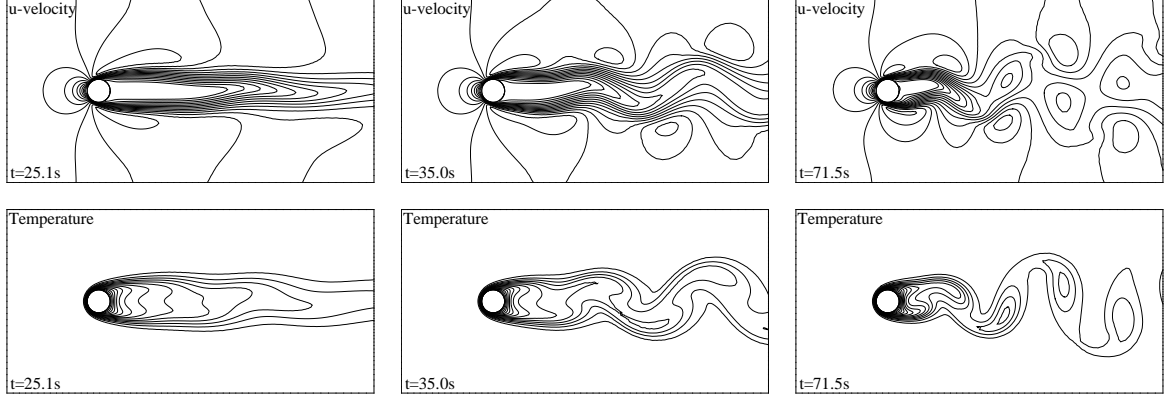 u-velocity
t=25.1s
u-velocity
t=35.0s
u-velocity
t=71.5s
Temperature
t=25.1s
Temperature
t=35.0s
Temperature
t=71.5s